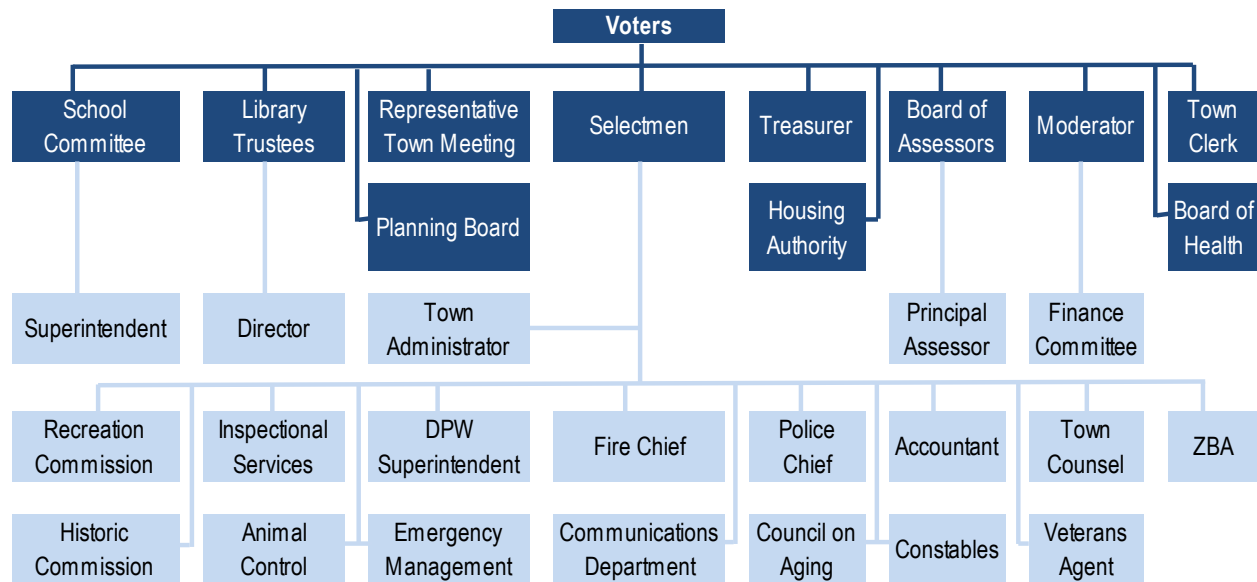 Voters
School
Committee
Library
Trustees
Representative
Town Meeting
Selectmen
Treasurer
Board of
Assessors
Moderator
Town
Clerk
Planning Board
Housing
Authority
Board of
Health
Superintendent
Director
Town
Administrator
Principal
Assessor
Finance
Committee
Recreation
Commission
Inspectional
Services
DPW
Superintendent
Fire Chief
Police
Chief
Accountant
Town
Counsel
ZBA
Historic
Commission
Animal
Control
Emergency
Management
Communications
Department
Council on
Aging
Constables
Veterans
Agent